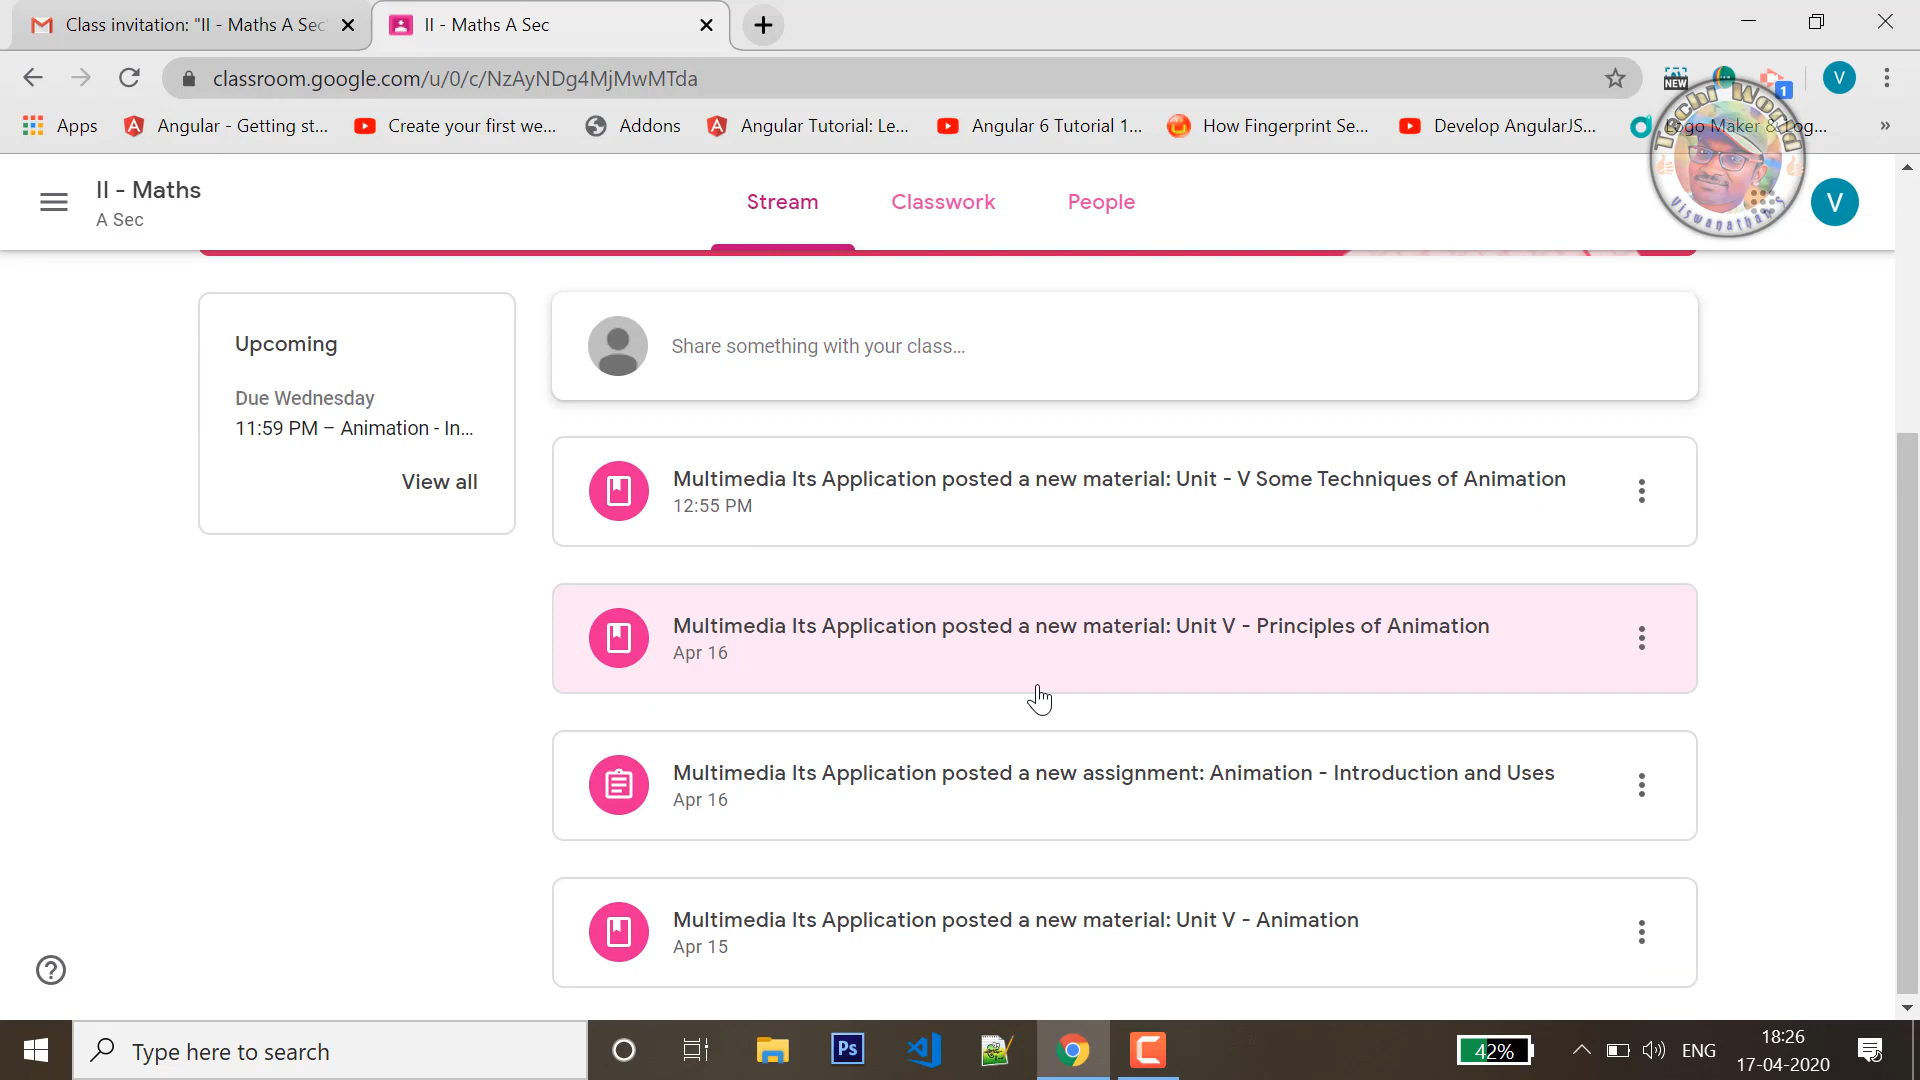 Class invitation: "II - Maths A Sec
II - Maths A Sec
classroom.google.com/u/0/c/NzAyNDg4MjMwMTda
NEW
1
V
Apps
Angular - Getting st...
Create your first we...
Addons
Angular Tutorial: Le...
Angular 6 Tutorial 1...
How Fingerprint Se...
Develop AngularJS...
Logo Maker & Log...
»
Techi World
Viswanathan S
II - Maths
A Sec
Stream
Classwork
People
V
Upcoming
Due Wednesday
11:59 PM – Animation - In...
View all
Share something with your class...
Multimedia Its Application posted a new material: Unit - V Some Techniques of Animation
12:55 PM
Multimedia Its Application posted a new material: Unit V - Principles of Animation
Apr 16
Multimedia Its Application posted a new assignment: Animation - Introduction and Uses
Apr 16
Multimedia Its Application posted a new material: Unit V - Animation
Apr 15
Type here to search
Ps
42%
ENG
18:26
17-04-2020